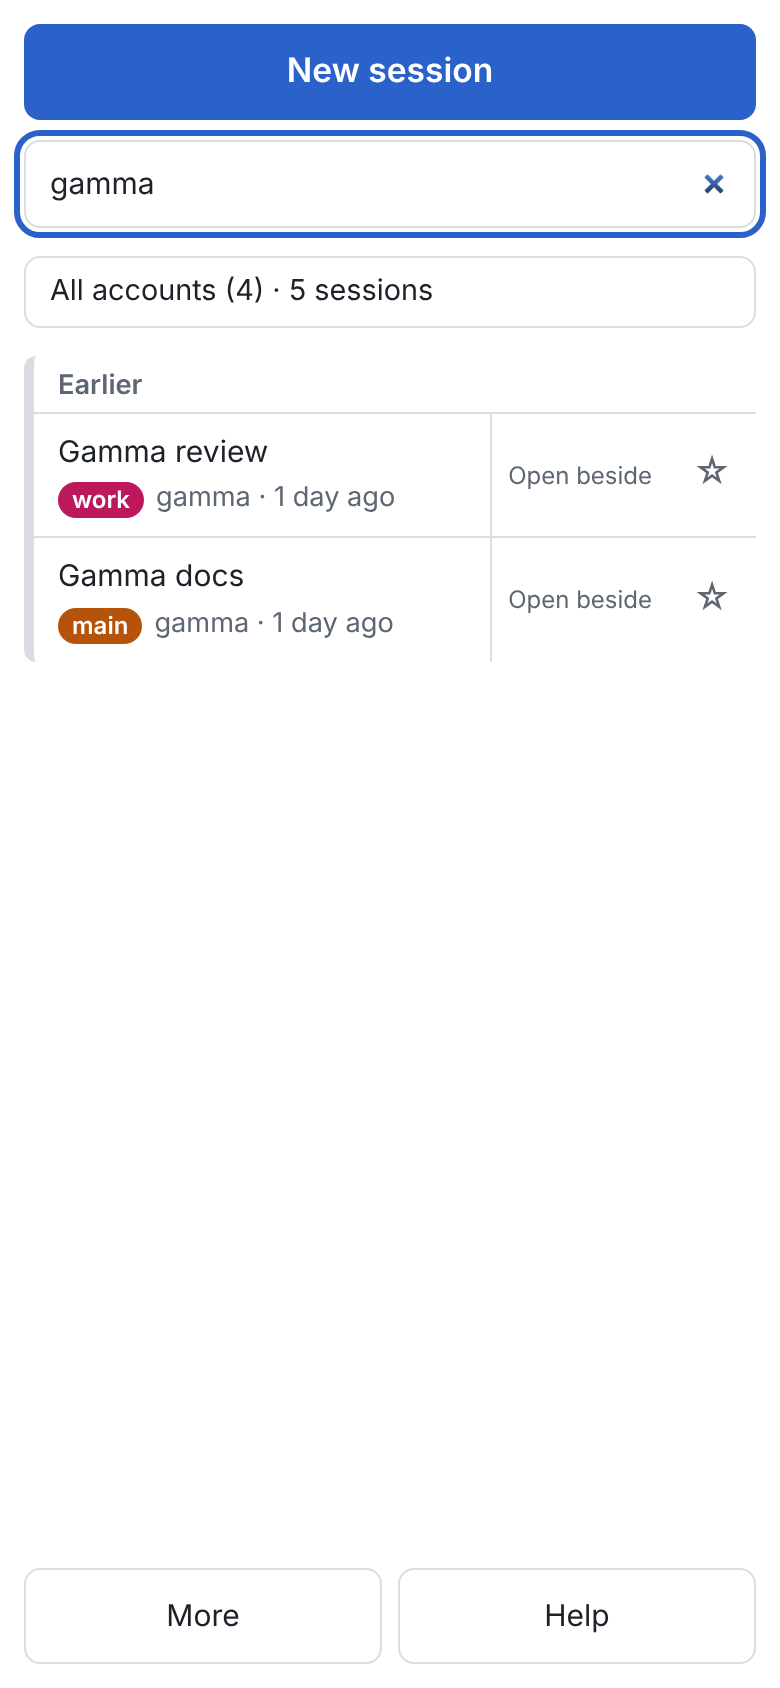 New session
gamma
All accounts (4) · 5 sessions
Earlier
Gamma review
work gamma · 1 day ago
Open beside
Gamma docs
main gamma · 1 day ago
Open beside
More
Help